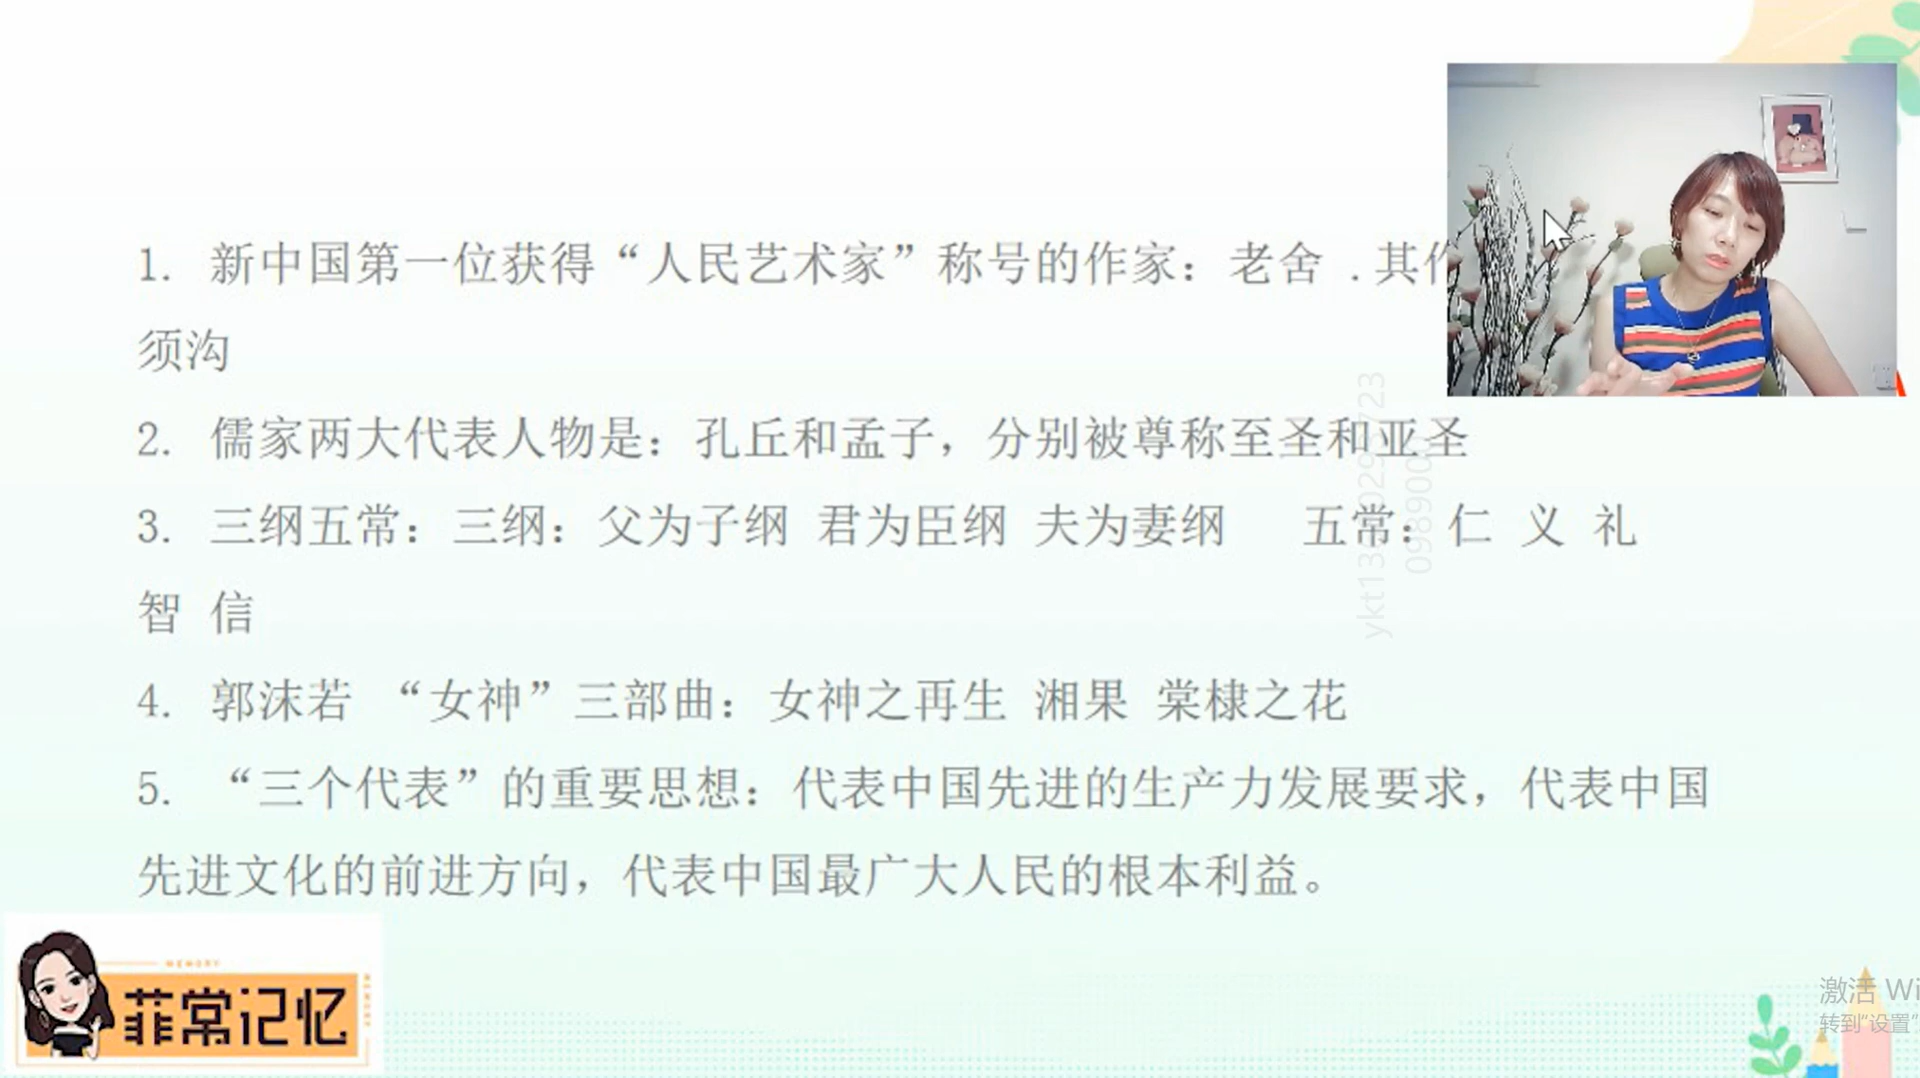 1. 新中国第一位获得“人民艺术家”称号的作家：老舍 .其作
须沟
2. 儒家两大代表人物是：孔丘和孟子，分别被尊称至圣和亚圣
3. 三纲五常：三纲：父为子纲 君为臣纲 夫为妻纲 五常：仁 义 礼
智 信
4. 郭沫若 “女神”三部曲：女神之再生 湘果 棠棣之花
5. “三个代表”的重要思想：代表中国先进的生产力发展要求，代表中国
先进文化的前进方向，代表中国最广大人民的根本利益。
MEMORY
菲常记忆
激活 Wi
转到“设置”